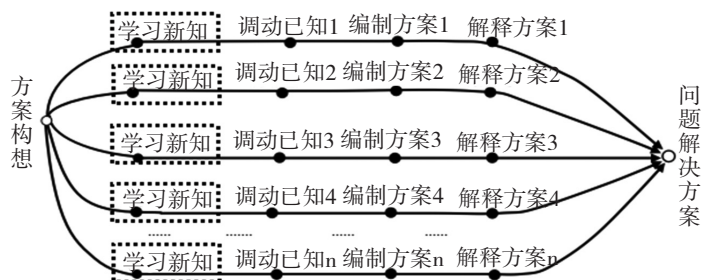 方案构想
学习新知 调动已知1 编制方案1 解释方案1
学习新知 调动已知2 编制方案2 解释方案2
学习新知 调动已知3 编制方案3 解释方案3
学习新知 调动已知4 编制方案4 解释方案4
...... ...... ...... ......
学习新知 调动已知n 编制方案n 解释方案n
问题解决方案